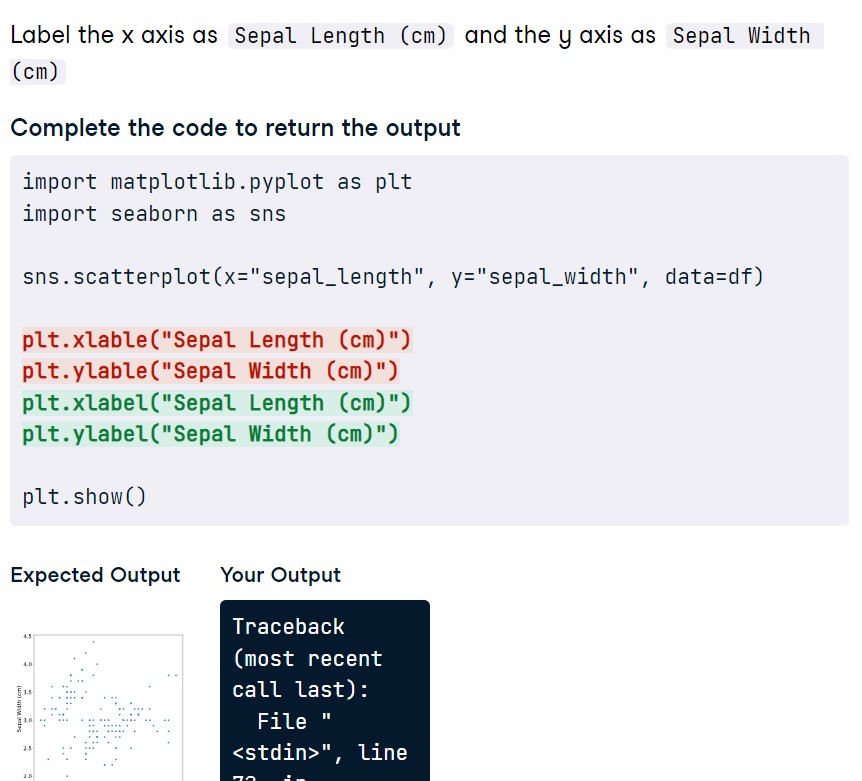 Label the x axis as Sepal Length (cm) and the y axis as Sepal Width
(cm)
Complete the code to return the output
import matplotlib.pyplot as plt
import seaborn as sns
sns.scatterplot(x="sepal_length", y="sepal_width", data=df)
plt.xlable("Sepal Length (cm)")
plt.ylable("Sepal Width (cm)")
plt.xlabel("Sepal Length (cm)")
plt.ylabel("Sepal Width (cm)")
plt.show()
Expected Output
4.5
4.0
3.5
3.0
2.5
2.0
Sepal Width (cm)
Your Output
Traceback
(most recent
call last):
File "
<stdin>", line